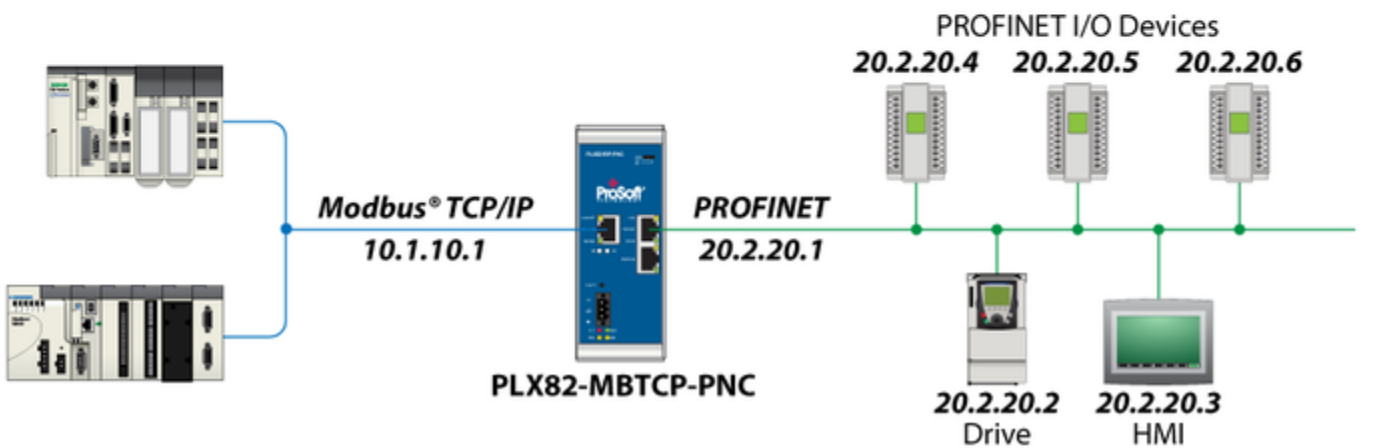 PROFINET I/O Devices
20.2.20.4 20.2.20.5 20.2.20.6
Modbus® TCP/IP
10.1.10.1
ProSoft
PROFINET
20.2.20.1
PLX82-MBTCP-PNC
20.2.20.2 20.2.20.3
Drive HMI